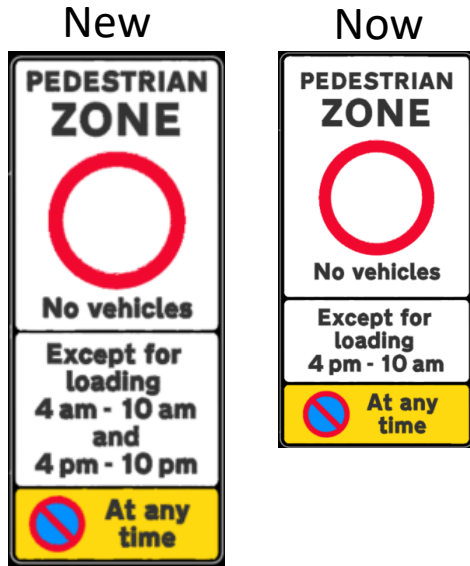 New
PEDESTRIAN
ZONE
No vehicles
Except for
loading
4 am - 10 am
and
4 pm - 10 pm
At any
time
Now
PEDESTRIAN
ZONE
No vehicles
Except for
loading
4 pm - 10 am
At any
time